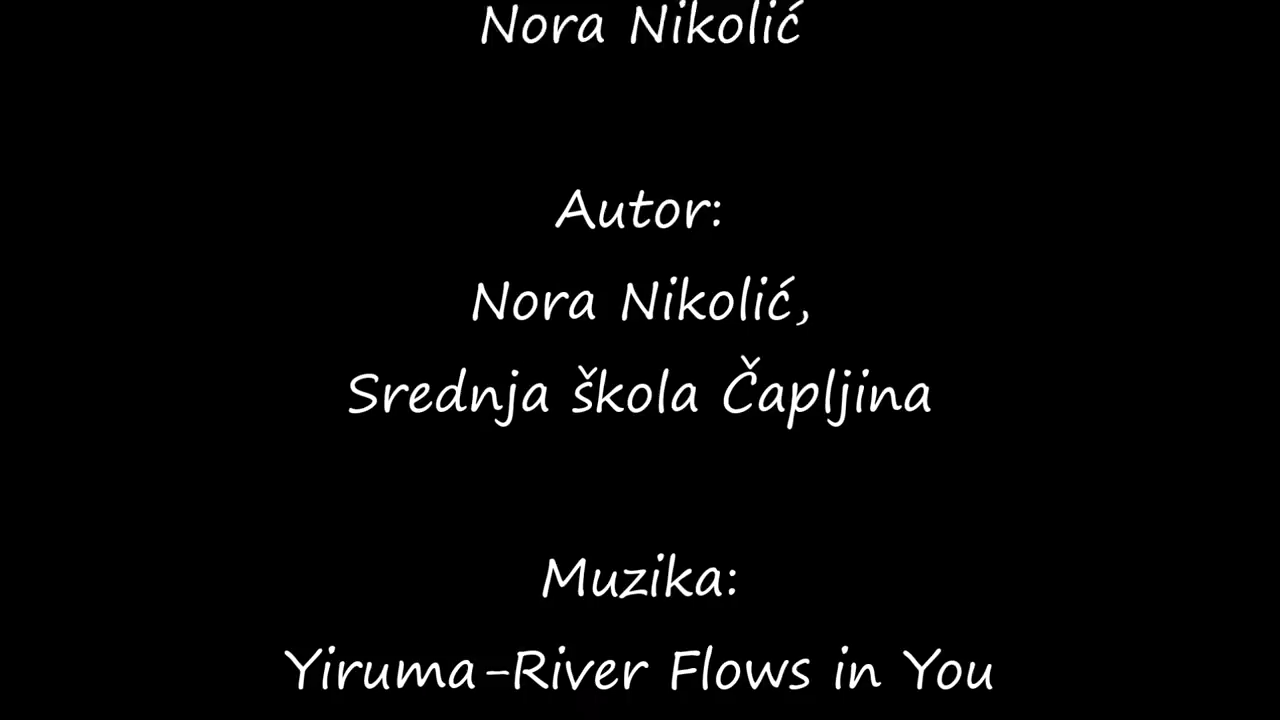 Nora Nikolić
Autor:
Nora Nikolić,
Srednja škola Čapljina
Muzika:
Yiruma-River Flows in You